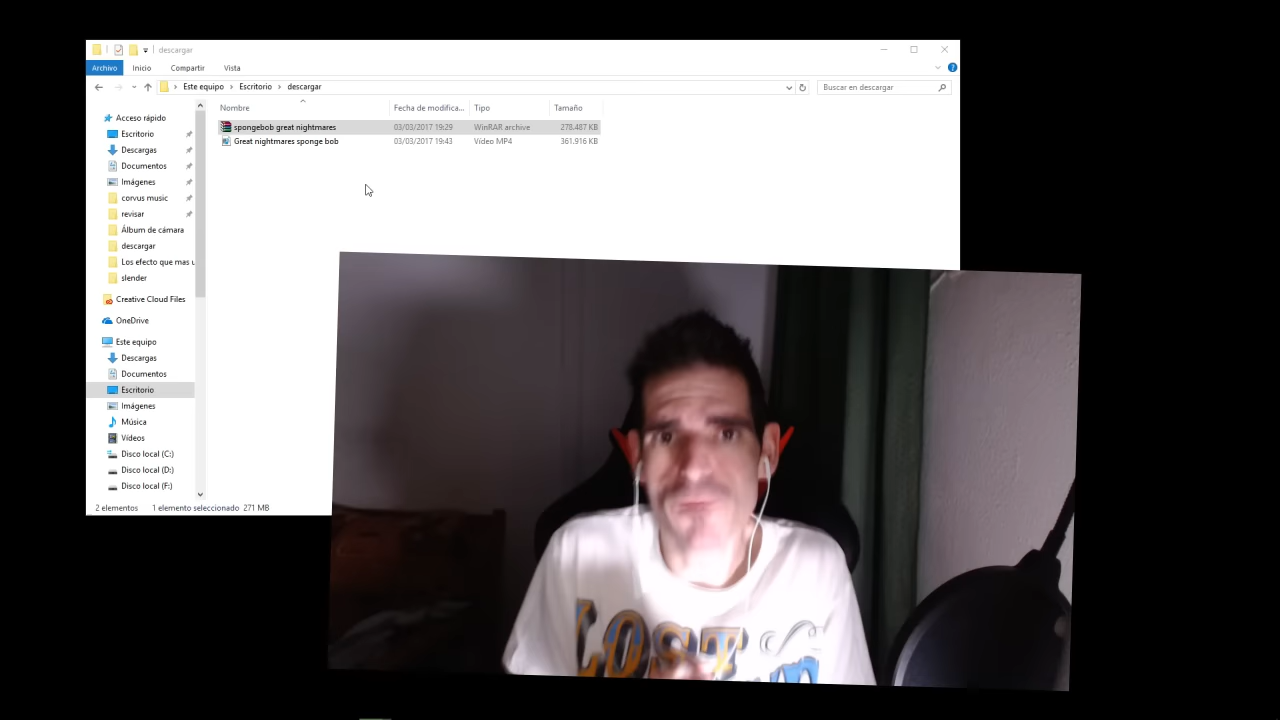 descargar
Archivo Inicio Compartir Vista
Este equipo Escritorio descargar
Buscar en descargar
Nombre Fecha de modifica... Tipo Tamaño
spongebob great nightmares 03/03/2017 19:29 WinRAR archive 278.487 KB
Great nightmares sponge bob 03/03/2017 19:43 Vídeo MP4 361.916 KB
Acceso rápido
Escritorio
Descargas
Documentos
Imágenes
corvus music
revisar
Álbum de cámara
descargar
Los efecto que mas u
slender
Creative Cloud Files
OneDrive
Este equipo
Descargas
Documentos
Escritorio
Imágenes
Música
Vídeos
Disco local (C:)
Disco local (D:)
Disco local (F:)
2 elementos 1 elemento seleccionado 271 MB
LOST